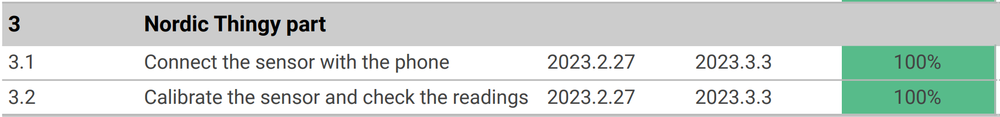 3 Nordic Thingy part
3.1 Connect the sensor with the phone 2023.2.27 2023.3.3 100%
3.2 Calibrate the sensor and check the readings 2023.2.27 2023.3.3 100%